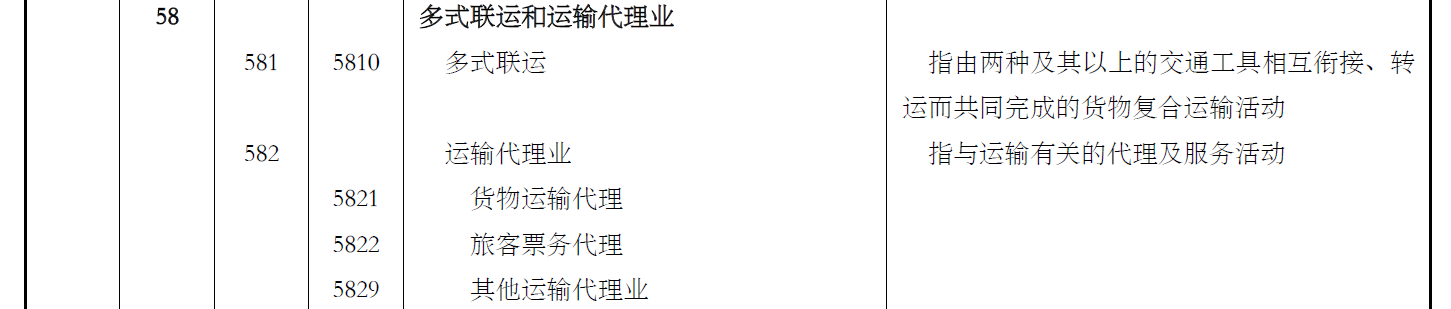 58 多式联运和运输代理业
581 5810 多式联运 指由两种及其以上的交通工具相互衔接、转
运而共同完成的货物复合运输活动
582 运输代理业 指与运输有关的代理及服务活动
5821 货物运输代理
5822 旅客票务代理
5829 其他运输代理业